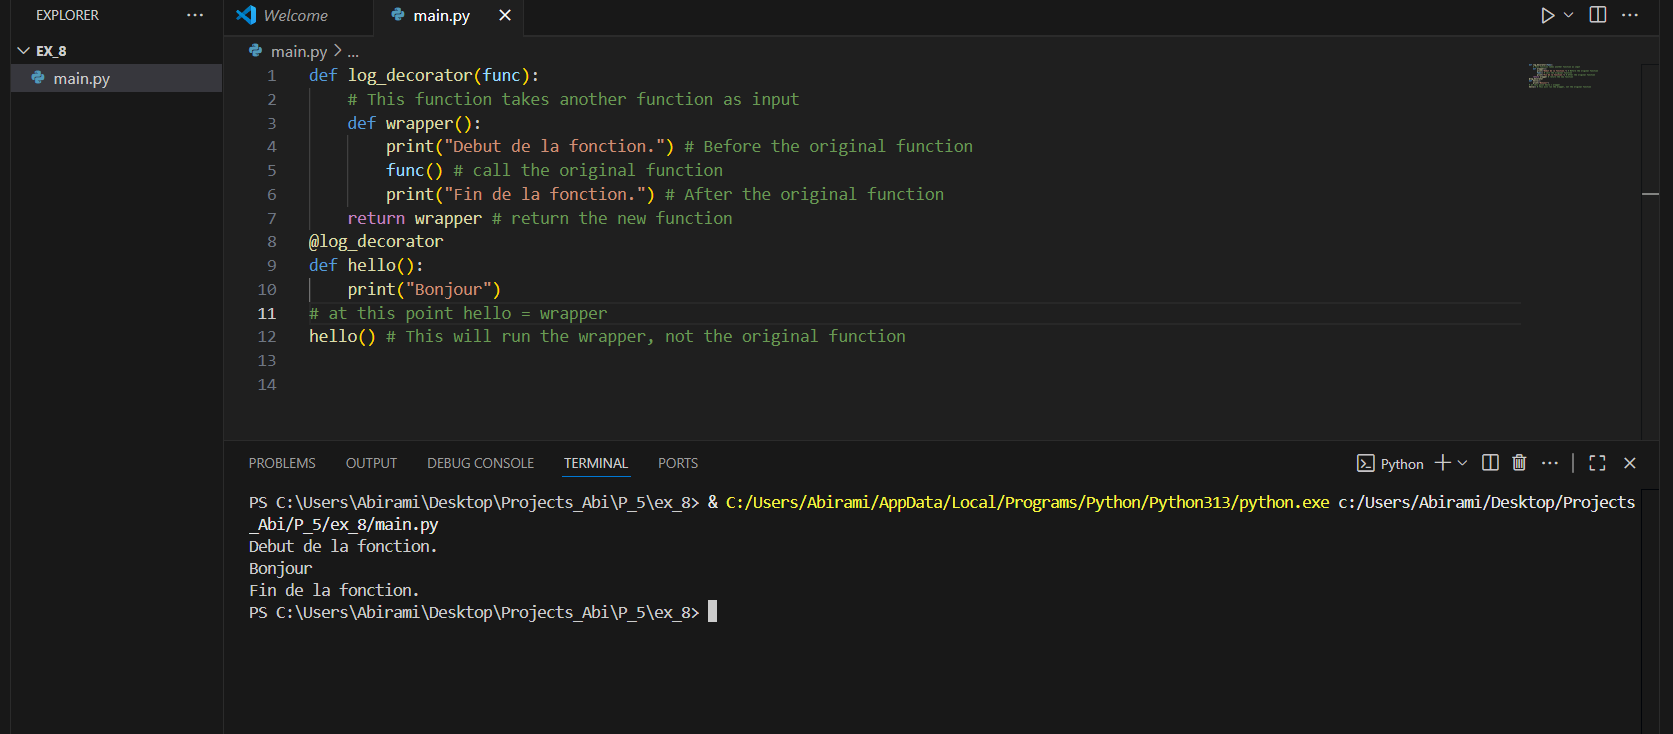 EXPLORER
EX_8
main.py
Welcome
main.py
main.py > ...
1 def log_decorator(func):
2     # This function takes another function as input
3     def wrapper():
4         print("Debut de la fonction.") # Before the original function
5         func() # call the original function
6         print("Fin de la fonction.") # After the original function
7     return wrapper # return the new function
8 @log_decorator
9 def hello():
10     print("Bonjour")
11 # at this point hello = wrapper
12 hello() # This will run the wrapper, not the original function
13
14
PROBLEMS OUTPUT DEBUG CONSOLE TERMINAL PORTS
Python
PS C:\Users\Abirami\Desktop\Projects_Abi\P_5\ex_8> & C:/Users/Abirami/AppData/Local/Programs/Python/Python313/python.exe c:/Users/Abirami/Desktop/Projects
_Abi/P_5/ex_8/main.py
Debut de la fonction.
Bonjour
Fin de la fonction.
PS C:\Users\Abirami\Desktop\Projects_Abi\P_5\ex_8>